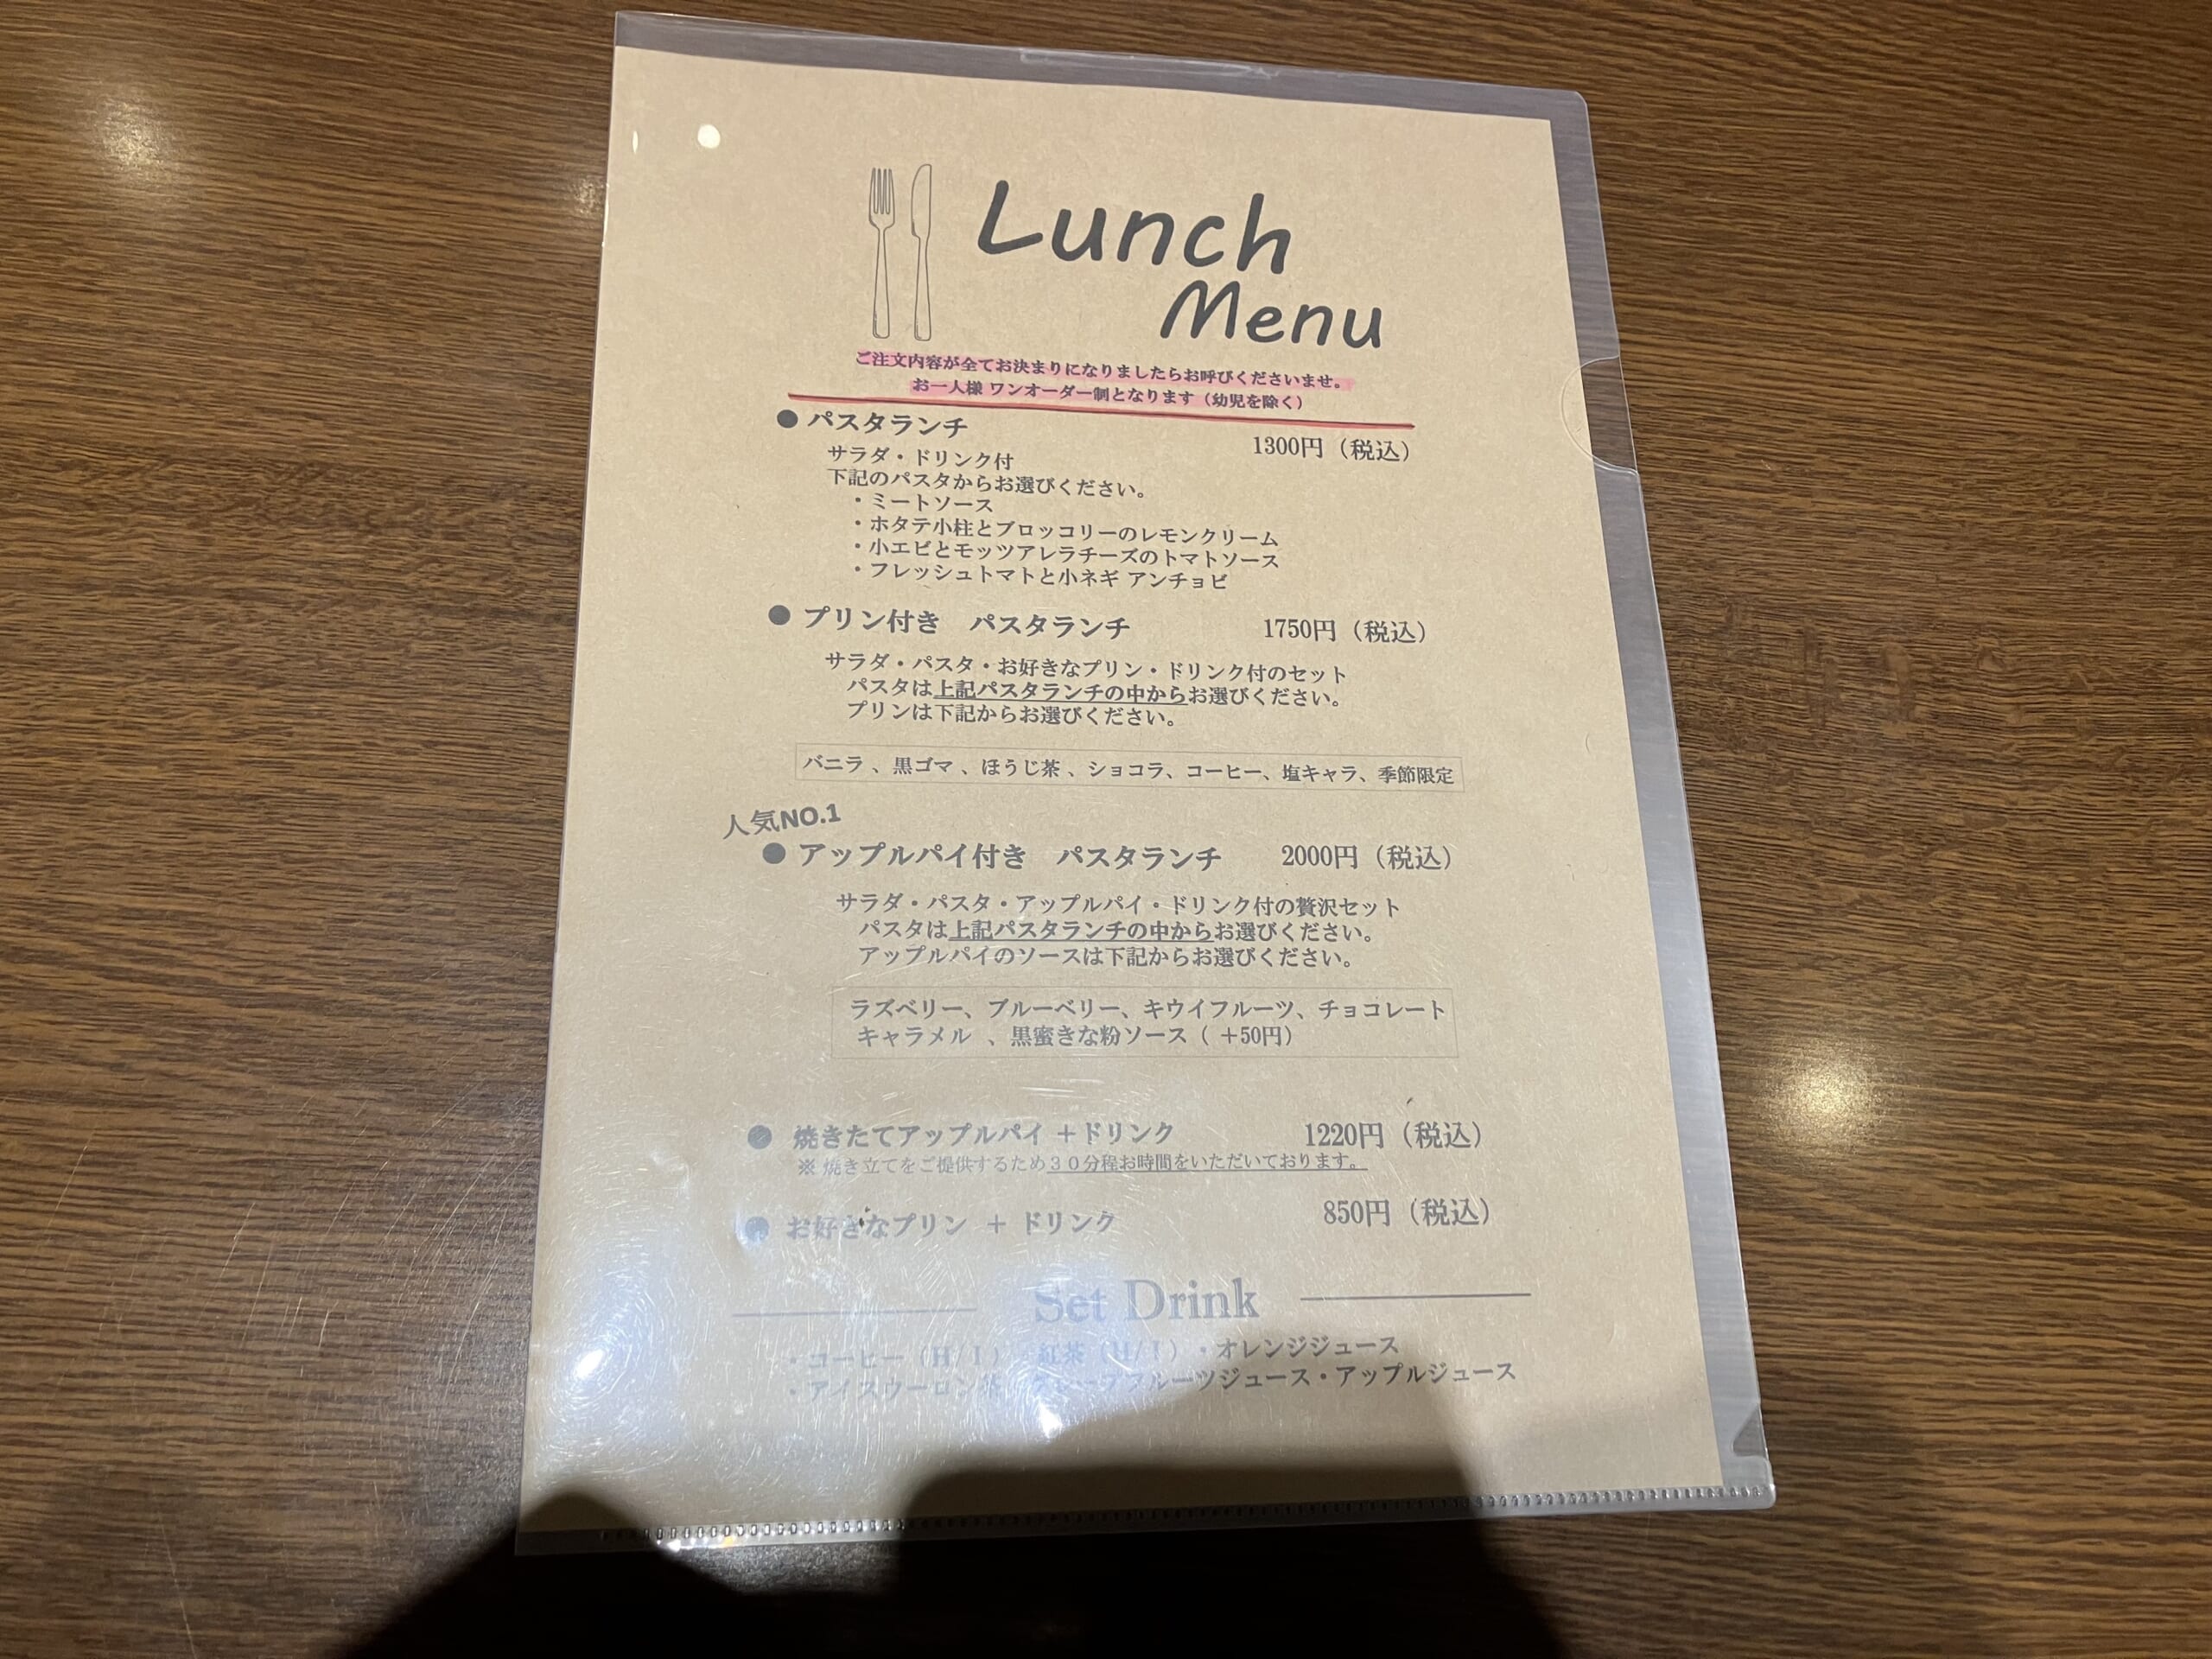 Lunch
Menu
ご注文内容が全てお決まりになりましたらお呼びくださいませ。
お一人様 ワンオーダー制となります（幼児を除く）
● パスタランチ 1300円（税込）
サラダ・ドリンク付
下記のパスタからお選びください。
・ミートソース
・ホタテ小柱とブロッコリーのレモンクリーム
・小エビとモッツアレラチーズのトマトソース
・フレッシュトマトと小ネギ アンチョビ
● プリン付き　パスタランチ 1750円（税込）
サラダ・パスタ・お好きなプリン・ドリンク付のセット
パスタは上記パスタランチの中からお選びください。
プリンは下記からお選びください。
バニラ 、黒ゴマ 、ほうじ茶 、ショコラ、コーヒー、塩キャラ、季節限定
人気NO.1
● アップルパイ付き　パスタランチ 2000円（税込）
サラダ・パスタ・アップルパイ・ドリンク付の贅沢セット
パスタは上記パスタランチの中からお選びください。
アップルパイのソースは下記からお選びください。
ラズベリー、ブルーベリー、キウイフルーツ、チョコレート
キャラメル 、黒蜜きな粉ソース（ ＋50円）
● 焼きたてアップルパイ ＋ドリンク 1220円（税込）
※ 焼き立てをご提供するため３０分程お時間をいただいております。
● お好きなプリン ＋ ドリンク 850円（税込）
Set Drink
・コーヒー（H/I）・紅茶（H/I）・オレンジジュース
・アイスウーロン茶・グレープフルーツジュース・アップルジュース